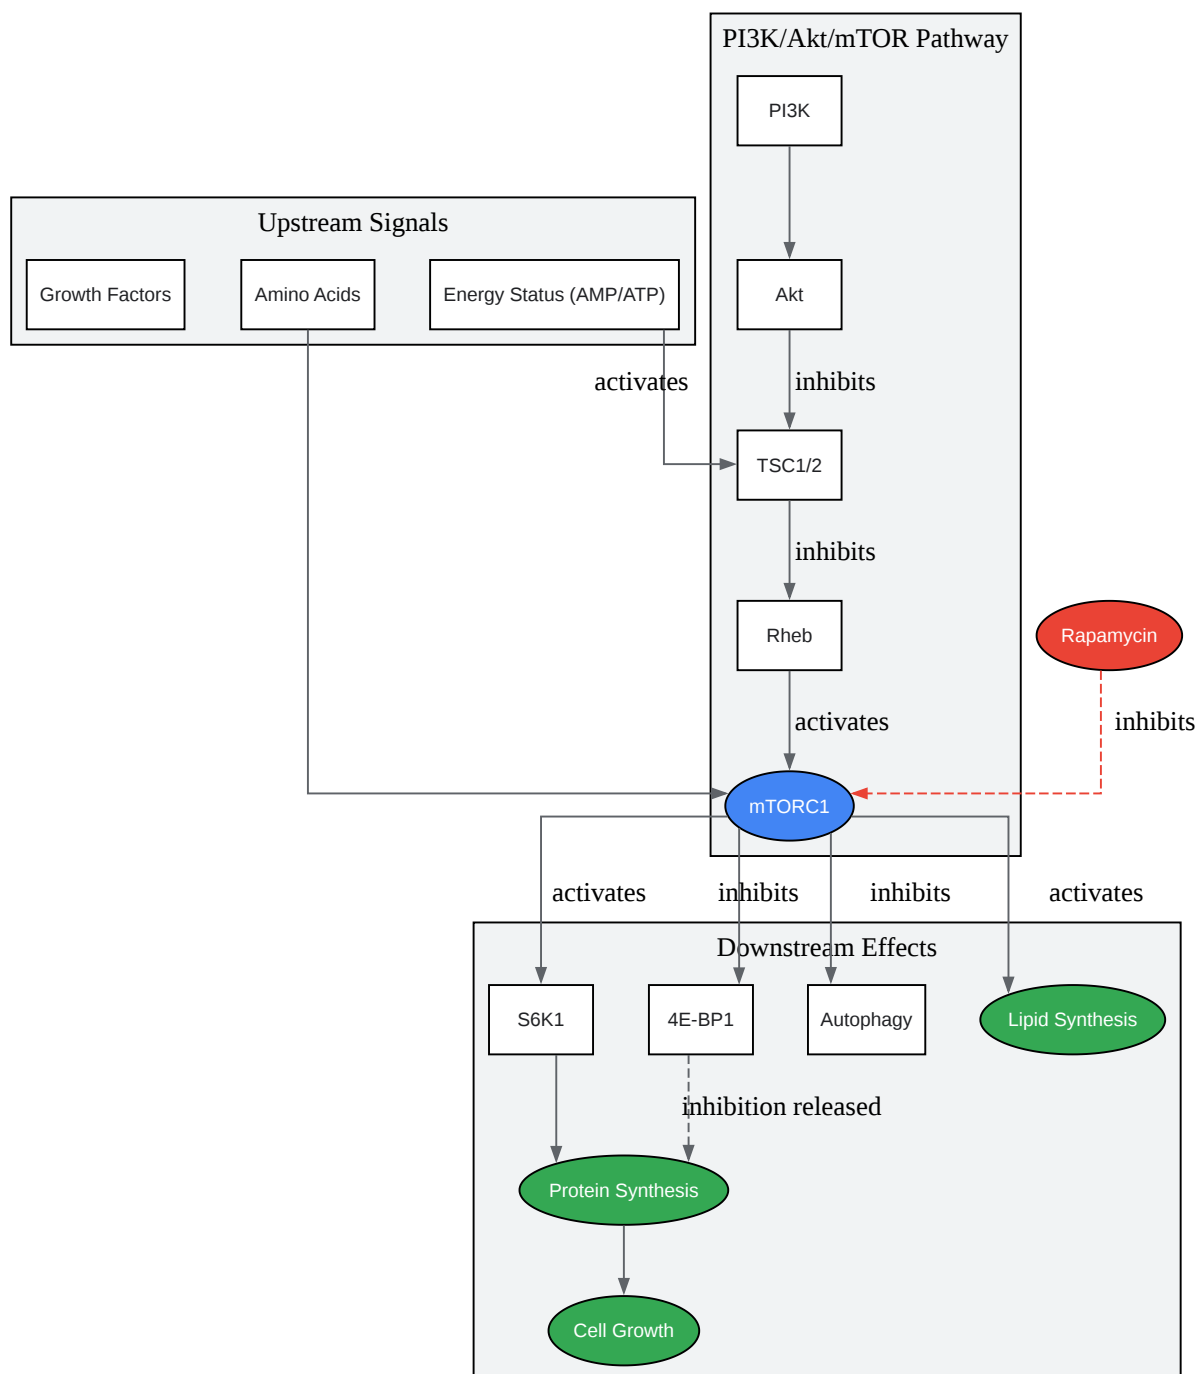 PI3K/Akt/mTOR Pathway
PI3K
Upstream Signals
Growth Factors
Amino Acids
Energy Status (AMP/ATP)
Akt
activates
inhibits
TSC1/2
inhibits
Rheb
Rapamycin
activates
inhibits
mTORC1
activates
inhibits
inhibits
activates
Downstream Effects
S6K1
4E-BP1
Autophagy
Lipid Synthesis
inhibition released
Protein Synthesis
Cell Growth